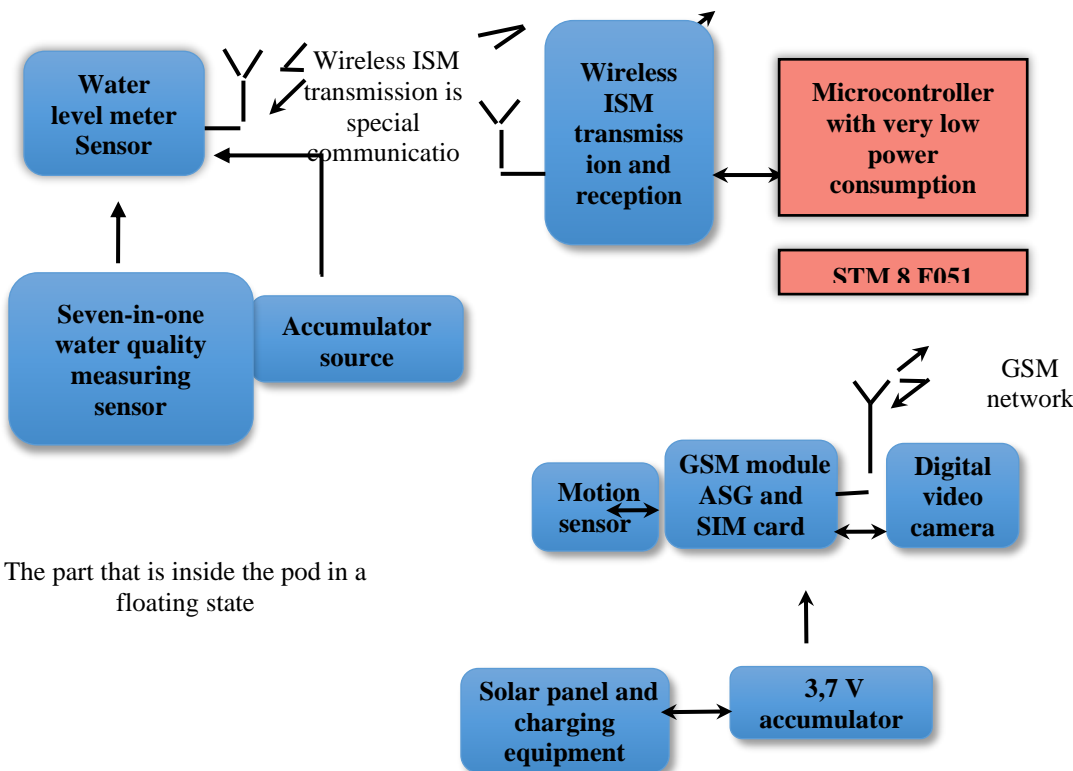 Water
level meter
Sensor
Wireless ISM
transmission is
special
communicatio
Wireless
ISM
transmiss
ion and
reception
Microcontroller
with very low
power
consumption
STM 8 F051
Seven-in-one
water quality
measuring
sensor
Accumulator
source
GSM
network
Motion
sensor
GSM module
ASG and
SIM card
Digital
video
camera
The part that is inside the pod in a
floating state
Solar panel and
charging
equipment
3,7 V
accumulator